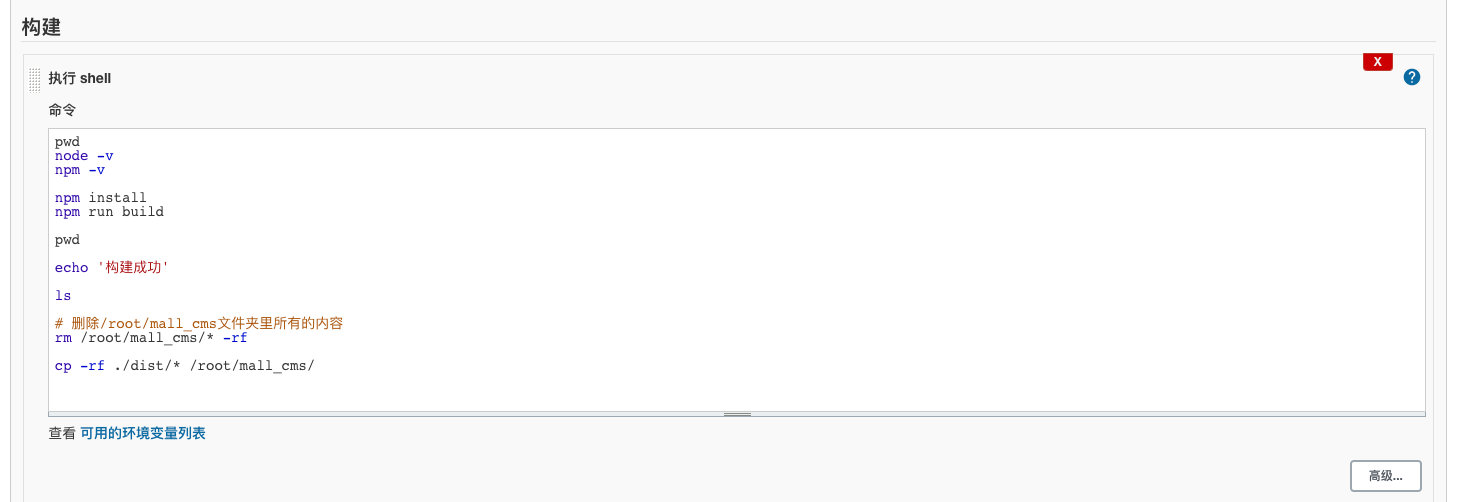 构建
X
执行 shell
?
命令
pwd
node -v
npm -v
npm install
npm run build
pwd
echo '构建成功'
ls
# 删除/root/mall_cms文件夹里所有的内容
rm /root/mall_cms/* -rf
cp -rf ./dist/* /root/mall_cms/
查看 可用的环境变量列表
高级...